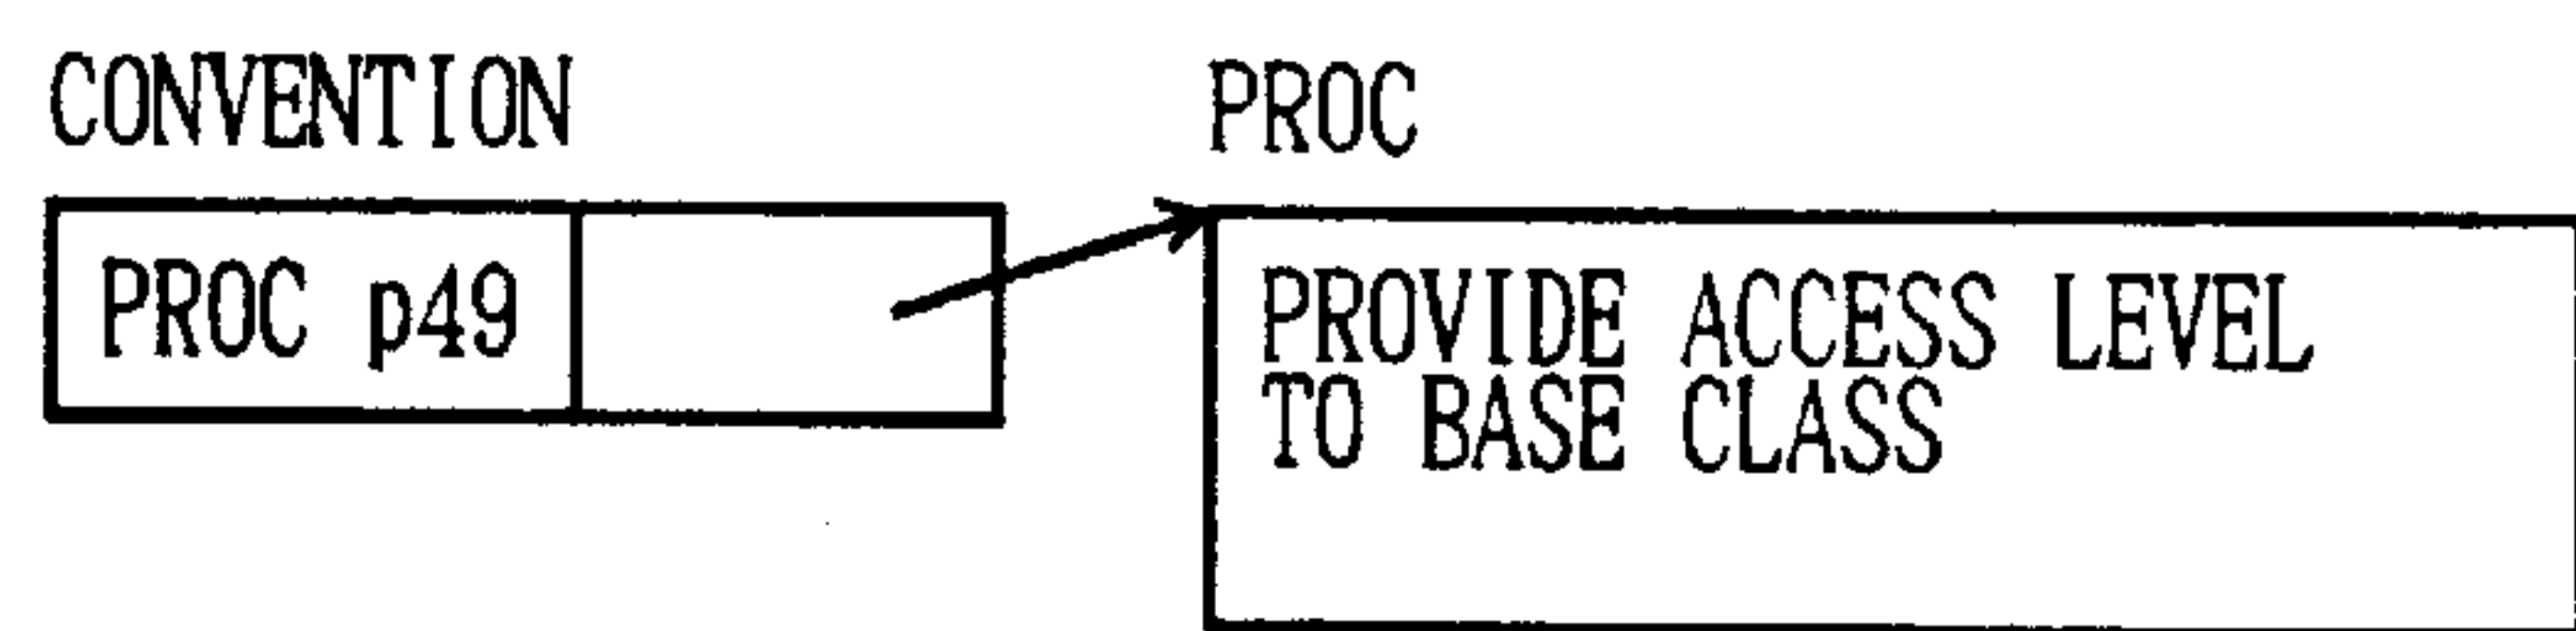 CONVENTION
PROC
PROC p49
PROVIDE ACCESS LEVEL
TO BASE CLASS